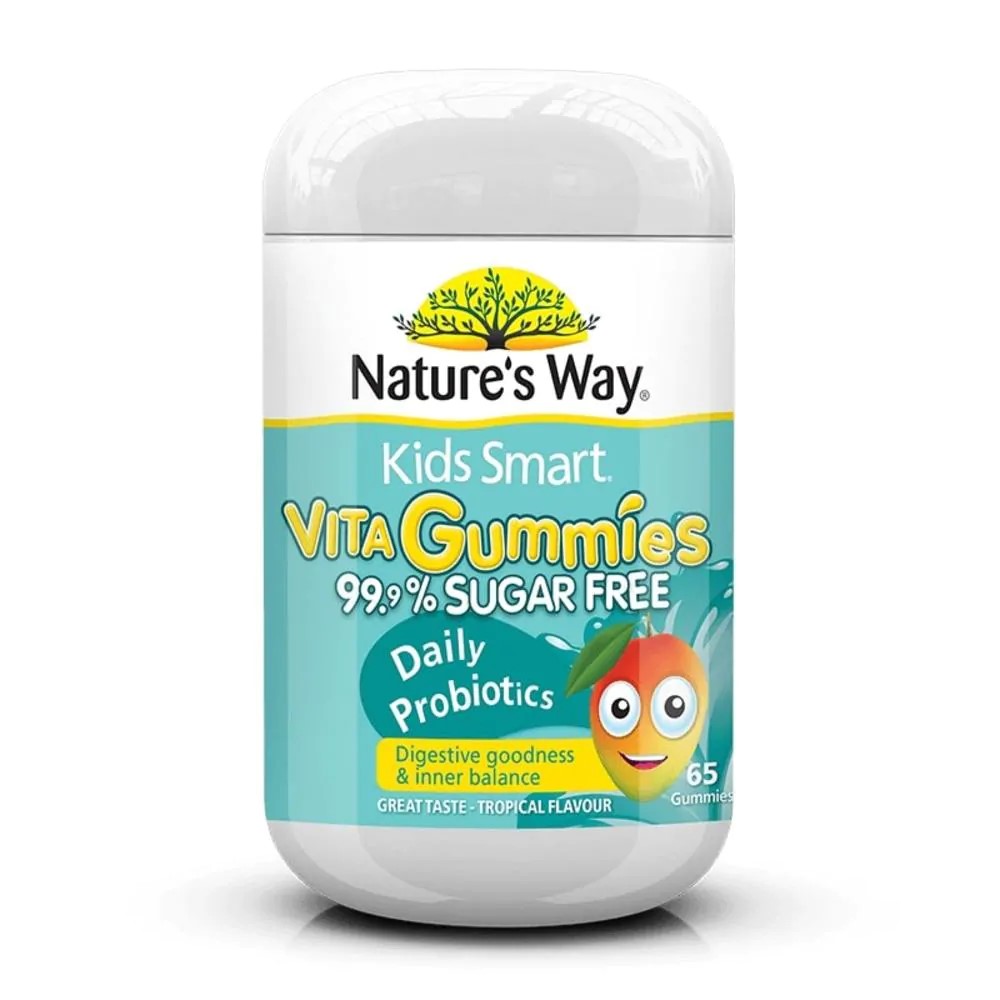 Nature's Way®
Kids Smart®
VITA Gummies
99.9% SUGAR FREE
Daily
Probiotics
Digestive goodness
& inner balance
GREAT TASTE - TROPICAL FLAVOUR
65
Gummies